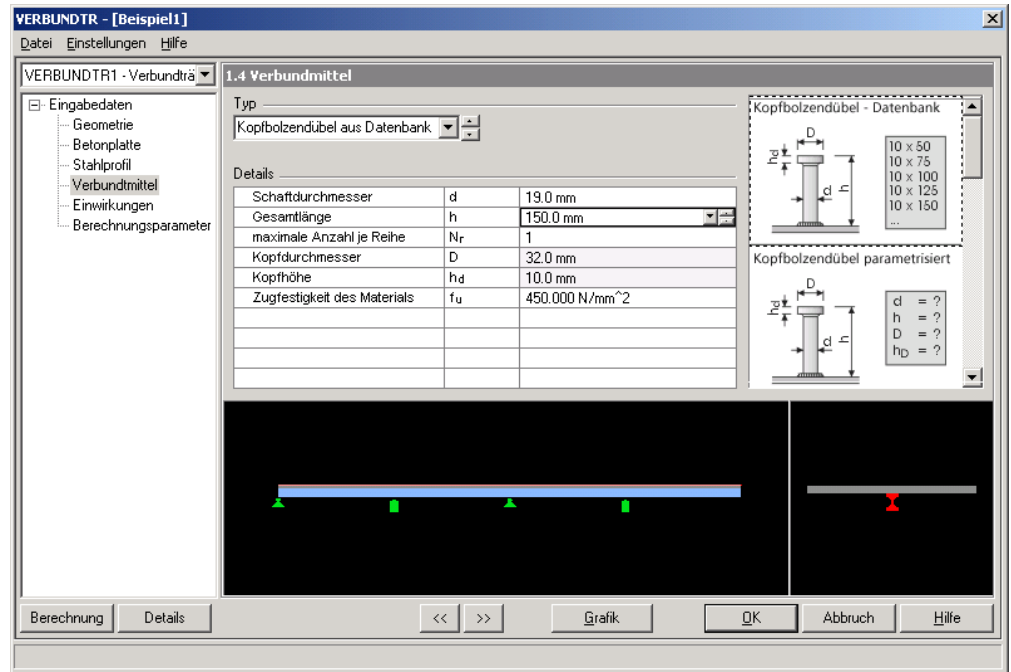 VERBUNDTR - [Beispiel1]
Datei Einstellungen Hilfe
VERBUNDTR1 - Verbundträ
Eingabedaten
Geometrie
Betonplatte
Stahlprofil
Verbundtmittel
Einwirkungen
Berechnungsparameter
1.4 Verbundmittel
Typ
Kopfbolzendübel aus Datenbank
Details
Schaftdurchmesser d 19.0 mm
Gesamtlänge h 150.0 mm
maximale Anzahl je Reihe Nr 1
Kopfdurchmesser D 32.0 mm
Kopfhöhe hd 10.0 mm
Zugfestigkeit des Materials fu 450.000 N/mm^2
Kopfbolzendübel - Datenbank
D
hd
d
h
10 x 50
10 x 75
10 x 100
10 x 125
10 x 150
...
Kopfbolzendübel parametrisiert
D
hd
d
h
d = ?
h = ?
D = ?
hD = ?
Berechnung Details << >> Grafik OK Abbruch Hilfe